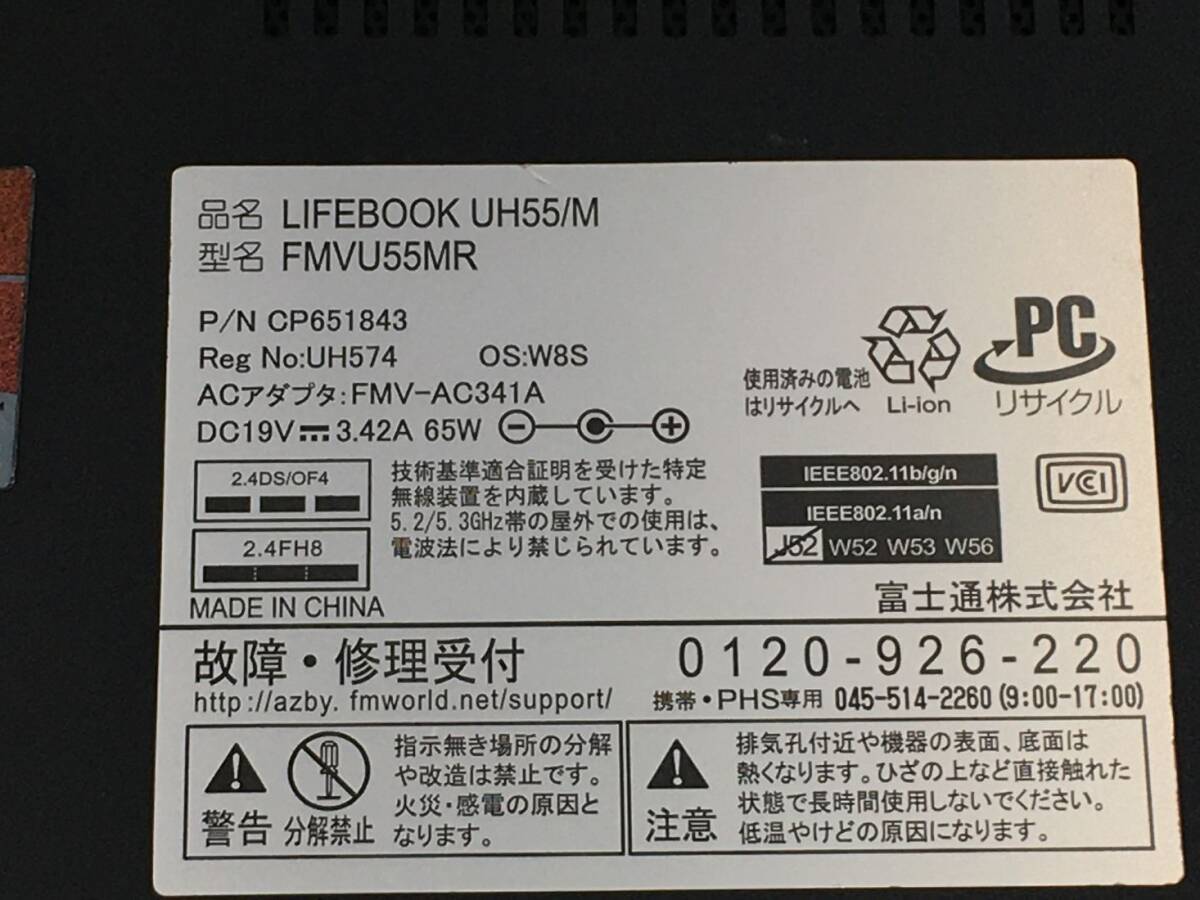 品名 LIFEBOOK UH55/M
型名 FMVU55MR
P/N CP651843
Reg No:UH574 OS:W8S
ACアダプタ:FMV-AC341A
DC19V 3.42A 65W
使用済みの電池
はリサイクルへ
Li-ion
PC
リサイクル
2.4DS/OF4
2.4FH8
技術基準適合証明を受けた特定
無線装置を内蔵しています。
5.2/5.3GHz帯の屋外での使用は、
電波法により禁じられています。
IEEE802.11b/g/n
IEEE802.11a/n
J52 W52 W53 W56
VCCI
MADE IN CHINA
富士通株式会社
故障・修理受付 0120-926-220
http://azby.fmworld.net/support/ 携帯・PHS専用 045-514-2260 (9:00-17:00)
警告
分解禁止
指示無き場所の分解
や改造は禁止です。
火災・感電の原因と
なります。
注意
排気孔付近や機器の表面、底面は
熱くなります。ひざの上など直接触れた
状態で長時間使用しないでください。
低温やけどの原因になります。